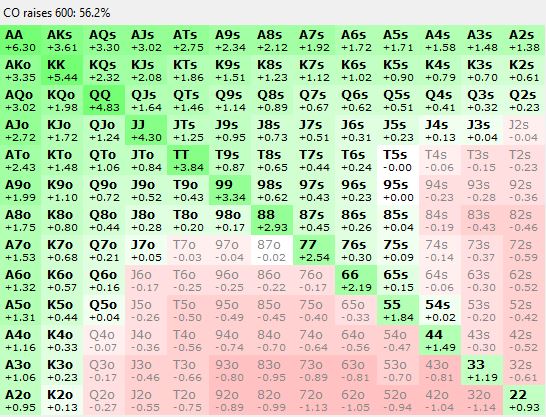 CO raises 600: 56.2%
AA AKs AQs AJs ATs A9s A8s A7s A6s A5s A4s A3s A2s
+6.30 +3.61 +3.30 +3.02 +2.75 +2.34 +2.12 +1.92 +1.72 +1.71 +1.58 +1.48 +1.38
AKo KK KQs KJs KTs K9s K8s K7s K6s K5s K4s K3s K2s
+3.35 +5.44 +2.32 +2.08 +1.86 +1.51 +1.23 +1.12 +1.02 +0.90 +0.79 +0.70 +0.61
AQo KQo QQ QJs QTs Q9s Q8s Q7s Q6s Q5s Q4s Q3s Q2s
+3.02 +1.98 +4.83 +1.64 +1.46 +1.14 +0.89 +0.67 +0.62 +0.51 +0.41 +0.32 +0.23
AJo KJo QJo JJ JTs J9s J8s J7s J6s J5s J4s J3s J2s
+2.72 +1.72 +1.24 +4.30 +1.25 +0.95 +0.73 +0.51 +0.31 +0.23 +0.13 +0.04 -0.04
ATo KTo QTo JTo TT T9s T8s T7s T6s T5s T4s T3s T2s
+2.43 +1.48 +1.06 +0.84 +3.84 +0.87 +0.65 +0.44 +0.24 -0.00 -0.06 -0.15 -0.23
A9o K9o Q9o J9o T9o 99 98s 97s 96s 95s 94s 93s 92s
+1.99 +1.10 +0.72 +0.52 +0.43 +3.34 +0.62 +0.43 +0.23 +0.00 -0.23 -0.28 -0.36
A8o K8o Q8o J8o T8o 98o 88 87s 86s 85s 84s 83s 82s
+1.75 +0.80 +0.44 +0.28 +0.20 +0.17 +2.93 +0.45 +0.26 +0.04 -0.19 -0.43 -0.46
A7o K7o Q7o J7o T7o 97o 87o 77 76s 75s 74s 73s 72s
+1.53 +0.68 +0.21 +0.05 -0.03 -0.04 -0.02 +2.54 +0.30 +0.09 -0.14 -0.37 -0.59
A6o K6o Q6o J6o T6o 96o 86o 76o 66 65s 64s 63s 62s
+1.32 +0.57 +0.16 -0.17 -0.25 -0.25 -0.22 -0.17 +2.19 +0.15 -0.06 -0.30 -0.52
A5o K5o Q5o J5o T5o 95o 85o 75o 65o 55 54s 53s 52s
+1.31 +0.44 +0.04 -0.26 -0.50 -0.49 -0.45 -0.40 -0.33 +1.84 +0.02 -0.20 -0.42
A4o K4o Q4o J4o T4o 94o 84o 74o 64o 54o 44 43s 42s
+1.16 +0.33 -0.07 -0.36 -0.56 -0.74 -0.70 -0.64 -0.56 -0.47 +1.49 -0.30 -0.52
A3o K3o Q3o J3o T3o 93o 83o 73o 63o 53o 43o 33 32s
+1.06 +0.23 -0.17 -0.46 -0.66 -0.80 -0.95 -0.89 -0.81 -0.70 -0.81 +1.19 -0.61
A2o K2o Q2o J2o T2o 92o 82o 72o 62o 52o 42o 32o 22
+0.95 +0.13 -0.27 -0.55 -0.75 -0.89 -0.99 -1.13 -1.05 -0.94 -1.04 -1.14 +0.93